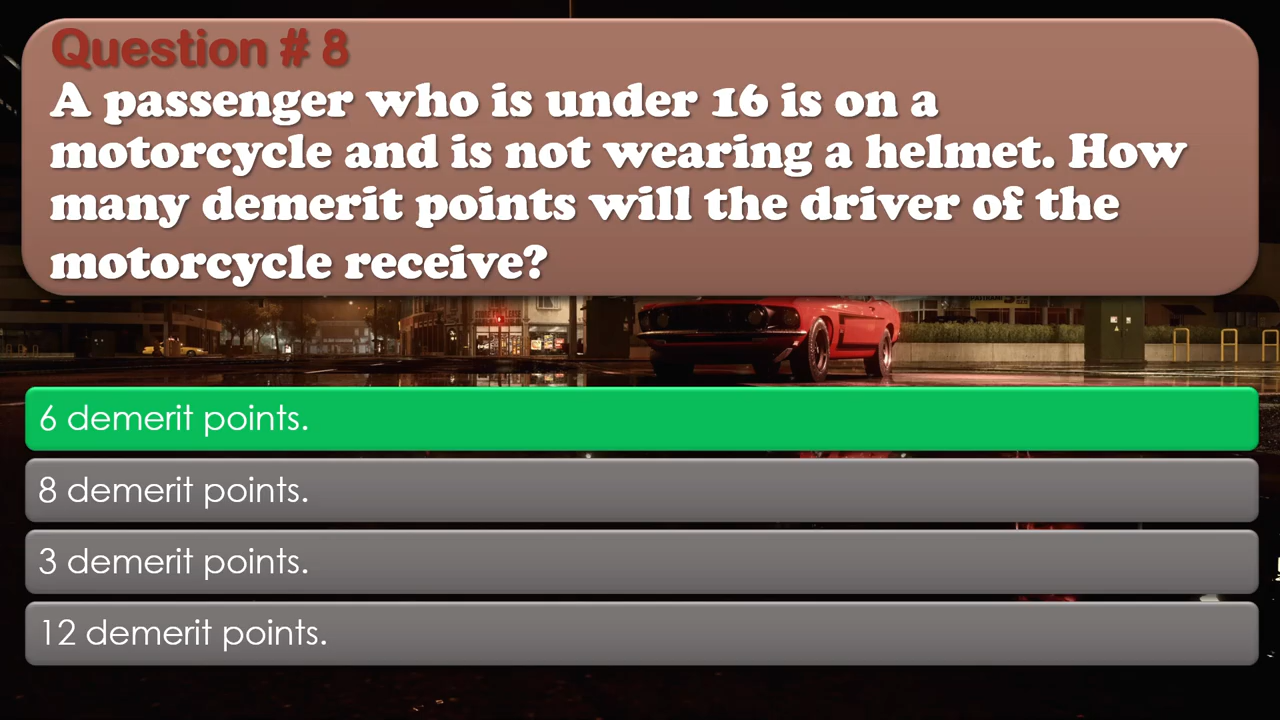 Question # 8
A passenger who is under 16 is on a
motorcycle and is not wearing a helmet. How
many demerit points will the driver of the
motorcycle receive?
6 demerit points.
8 demerit points.
3 demerit points.
12 demerit points.